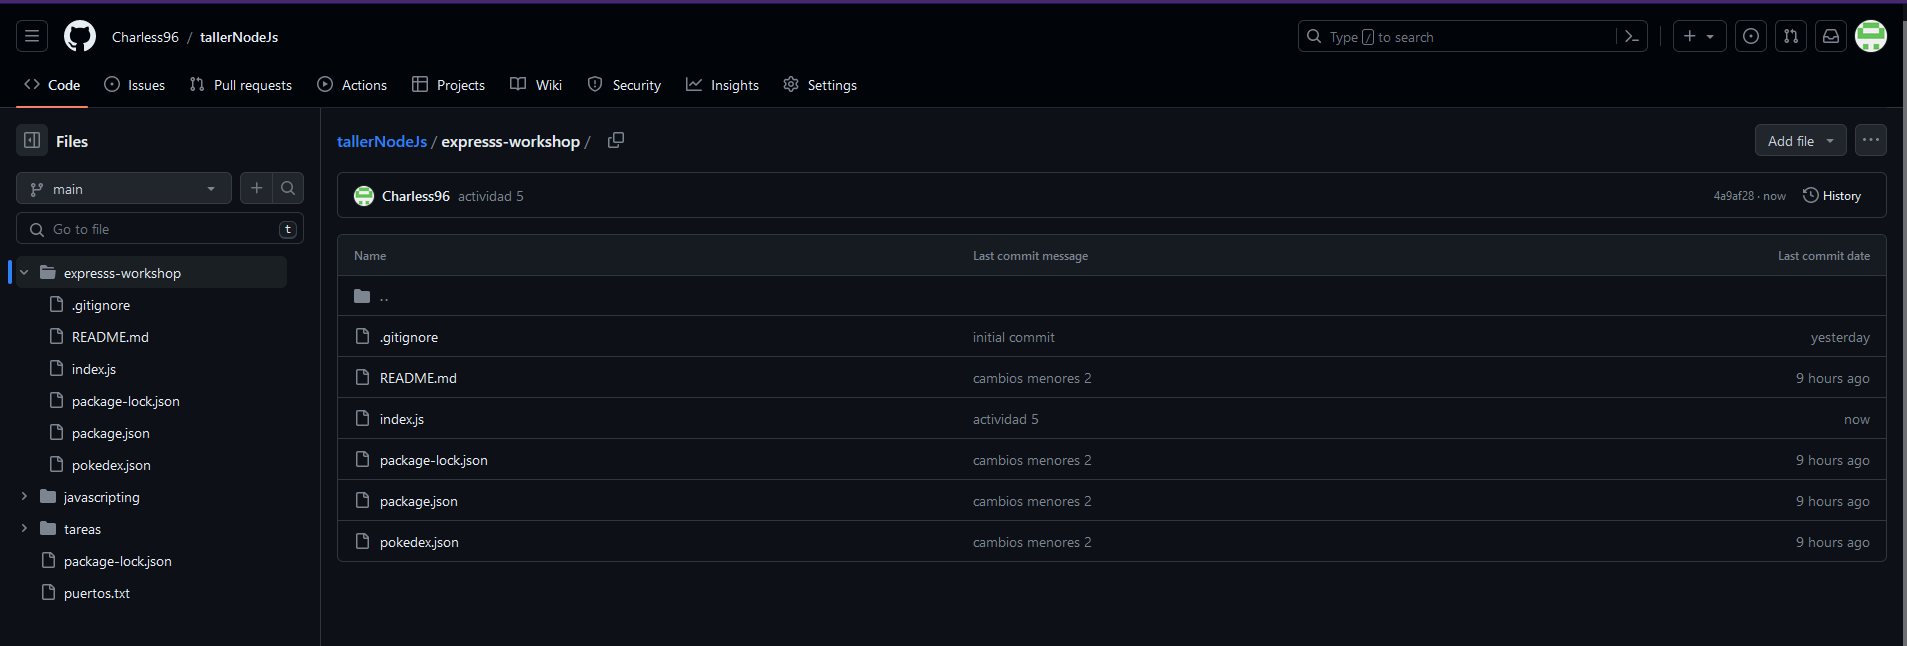 Charless96 / tallerNodeJs
Type / to search
Code Issues Pull requests Actions Projects Wiki Security Insights Settings
Files
main
Go to file t
expresss-workshop
.gitignore
README.md
index.js
package-lock.json
package.json
pokedex.json
javascripting
tareas
package-lock.json
puertos.txt
tallerNodeJs / expresss-workshop /
Add file
Charless96 actividad 5 4a9af28 · now History
Name Last commit message Last commit date
..
.gitignore initial commit yesterday
README.md cambios menores 2 9 hours ago
index.js actividad 5 now
package-lock.json cambios menores 2 9 hours ago
package.json cambios menores 2 9 hours ago
pokedex.json cambios menores 2 9 hours ago